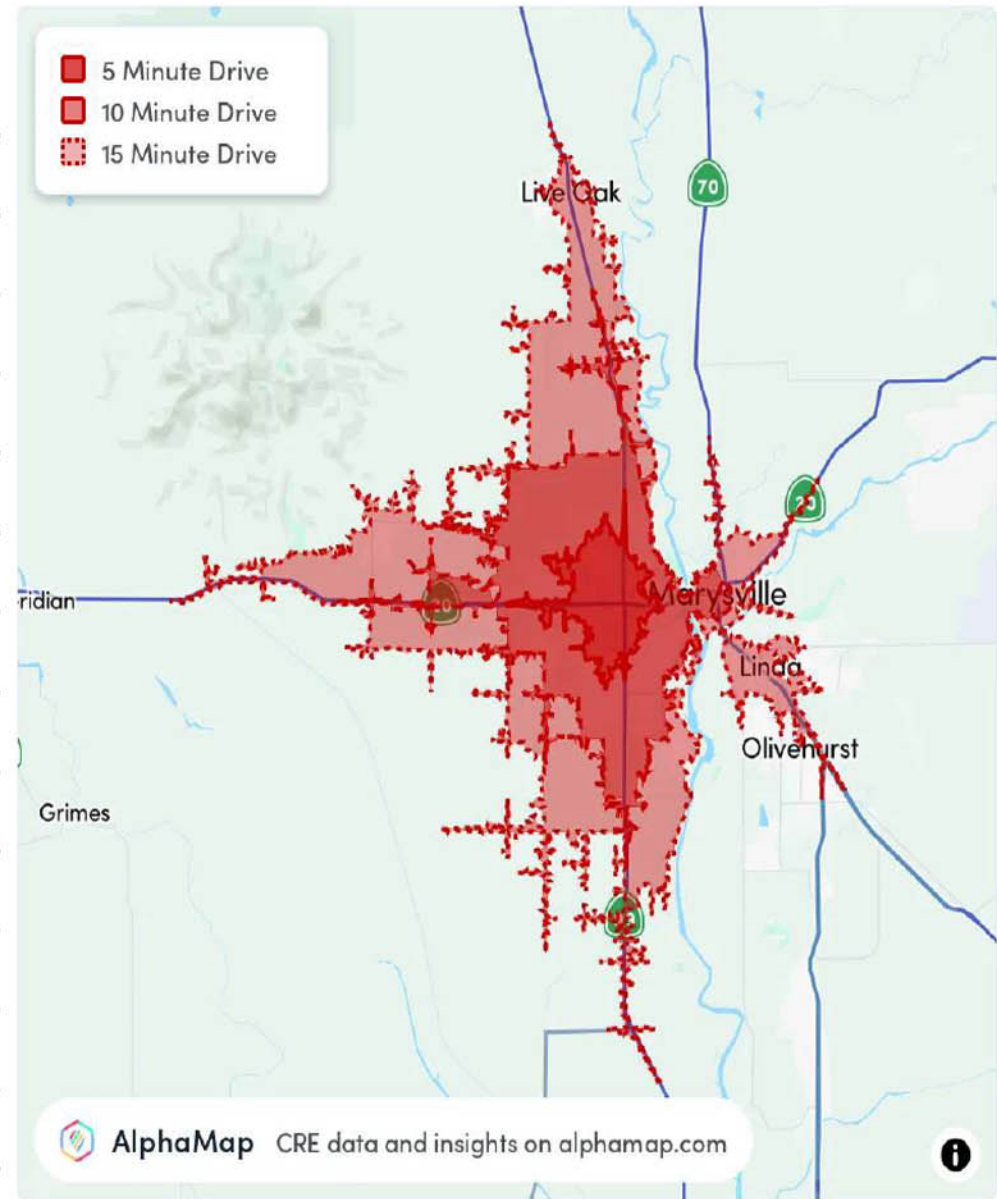 5 Minute Drive
10 Minute Drive
15 Minute Drive
Live Oak
70
20
ridian
20
Marysville
Linda
Olivehurst
Grimes
AlphaMap CRE data and insights on alphamap.com